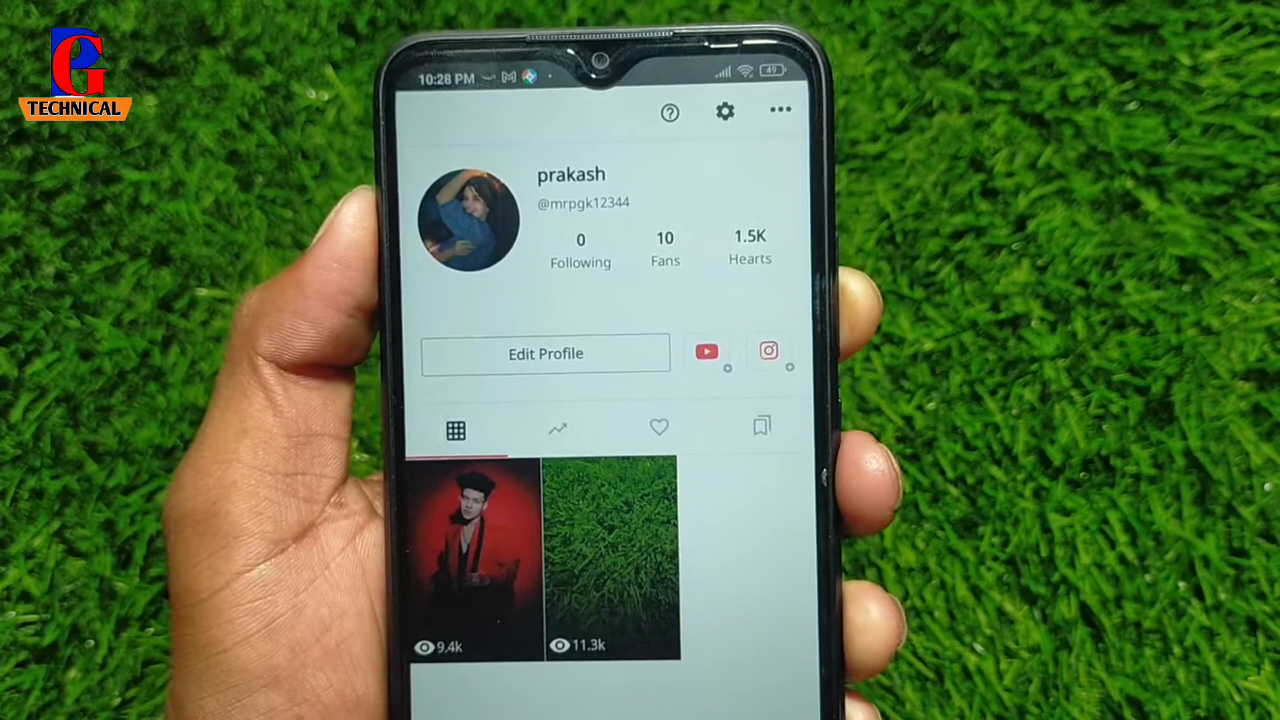 PG
TECHNICAL
10:28 PM
49
prakash
@mrpgk12344
0
10
1.5K
Following
Fans
Hearts
Edit Profile
9.4k
11.3k